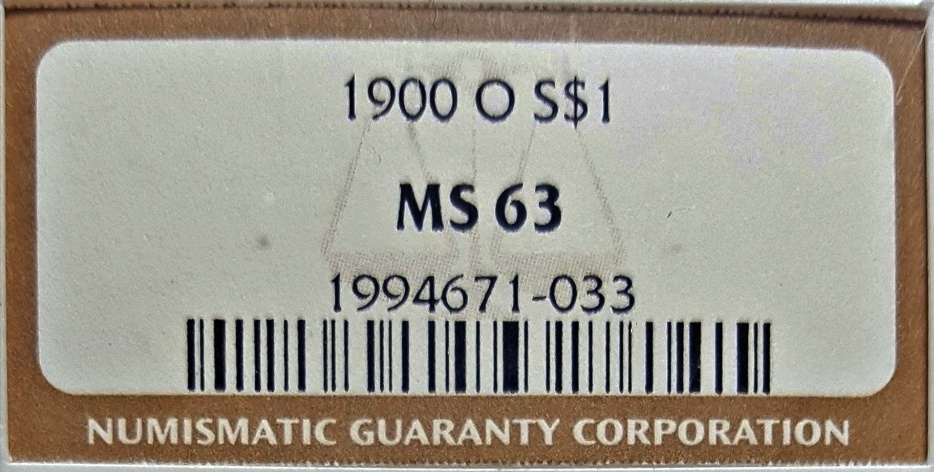 1900 O S$1
MS 63
1994671-033
NUMISMATIC GUARANTY CORPORATION